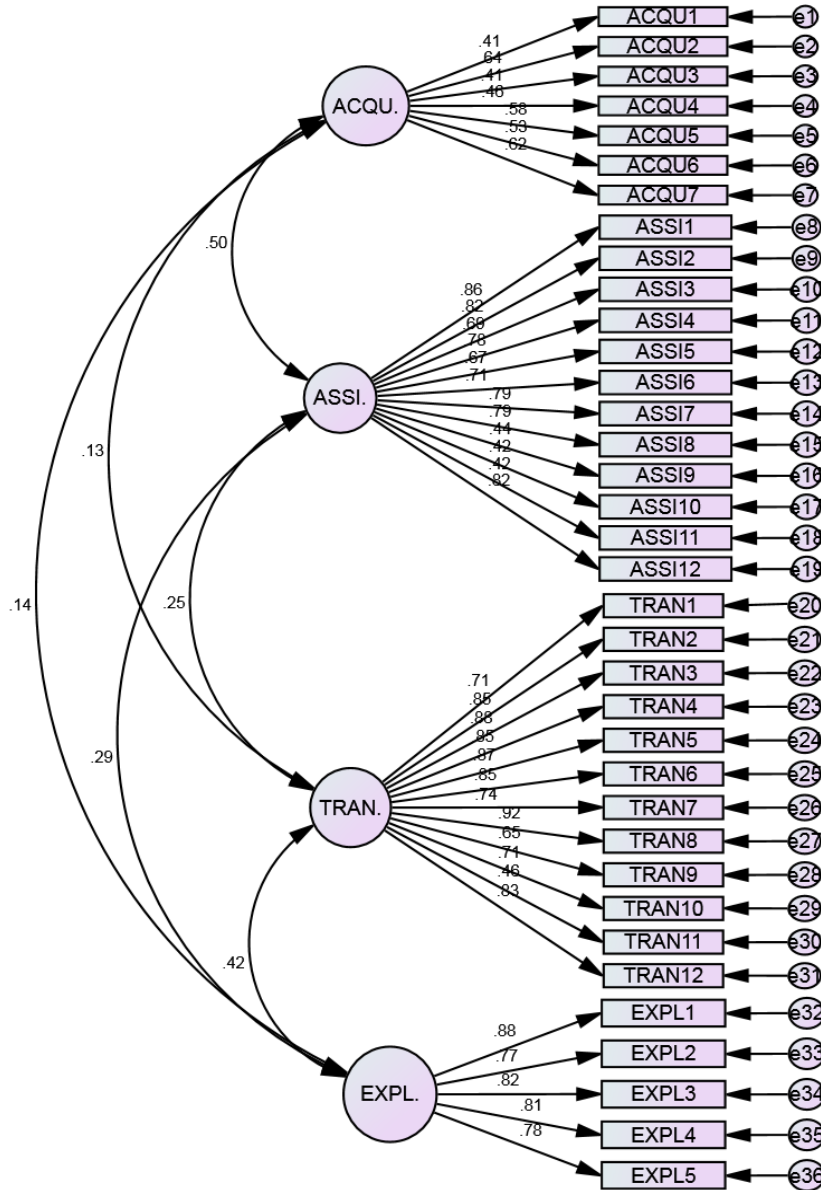 ACQU1 e1
.41
ACQU2 e2
.64
ACQU3 e3
.41
ACQU. ACQU4 e4
.46
ACQU5 e5
.58
ACQU6 e6
.53
ACQU7 e7
.62
ASSI1 e8
.50
ASSI2 e9
.86
ASSI3 e10
.82
ASSI4 e11
.69
.78
ASSI5 e12
.67
ASSI6 e13
.71
ASSI. ASSI7 e14
.79
.79
ASSI8 e15
.44
ASSI9 e16
.42
.13
ASSI10 e17
.42
ASSI11 e18
.82
ASSI12 e19
.14
.25
TRAN1 e20
TRAN2 e21
TRAN3 e22
.71
.85
TRAN4 e23
.88
.85
TRAN5 e24
.29
.87
TRAN6 e25
.85
.74
TRAN. TRAN7 e26
.92
TRAN8 e27
.65
TRAN9 e28
.71
TRAN10 e29
.46
TRAN11 e30
.83
.42
TRAN12 e31
EXPL1 e32
.88
EXPL2 e33
.77
EXPL. EXPL3 e34
.82
.81
EXPL4 e35
.78
EXPL5 e36